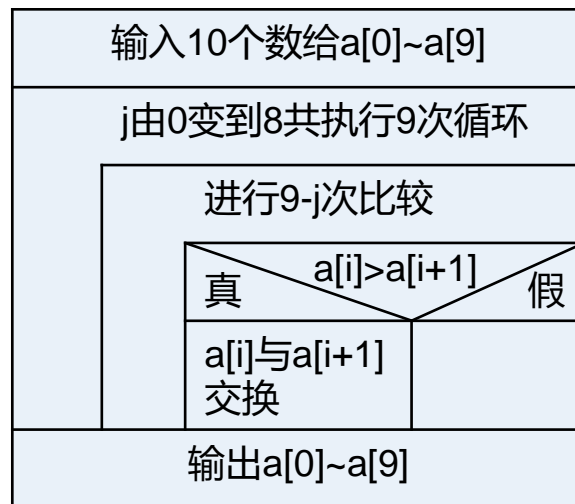 输入10个数给a[0]~a[9]
j由0变到8共执行9次循环
进行9-j次比较
a[i]>a[i+1]
真
假
a[i]与a[i+1]
交换
输出a[0]~a[9]